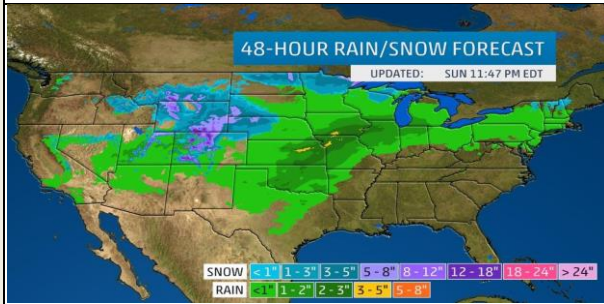 48-HOUR RAIN/SNOW FORECAST
UPDATED: SUN 11:47 PM EDT
SNOW < 1" 1 - 3" 3 - 5" 5 - 8" 8 - 12" 12 - 18" 18 - 24" > 24"
RAIN <1" 1 - 2" 2 - 3" 3 - 5" 5 - 8"